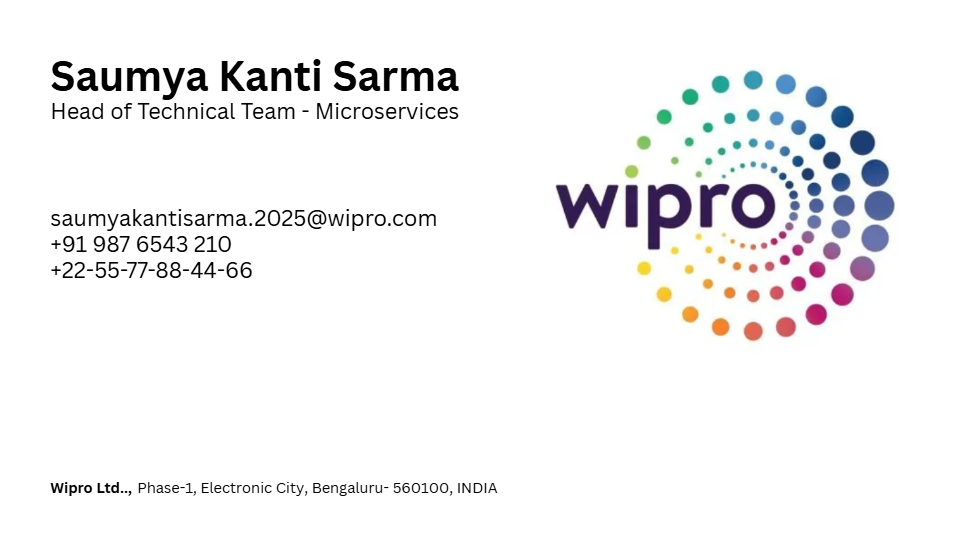 Saumya Kanti Sarma
Head of Technical Team - Microservices
wipro
saumyakantisarma.2025@wipro.com
+91 987 6543 210
+22-55-77-88-44-66
Wipro Ltd.., Phase-1, Electronic City, Bengaluru- 560100, INDIA